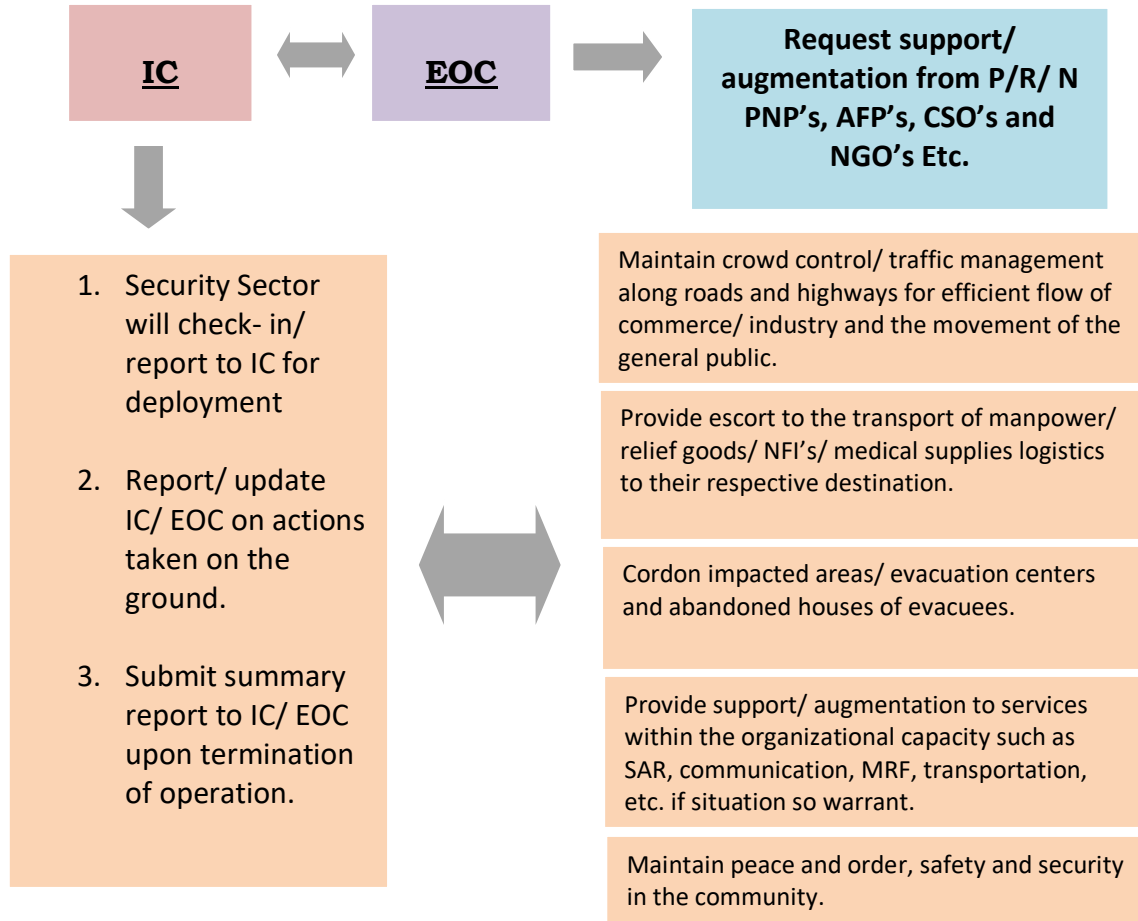 IC
EOC
Request support/
augmentation from P/R/ N
PNP’s, AFP’s, CSO’s and
NGO’s Etc.
1. Security Sector
will check- in/
report to IC for
deployment
2. Report/ update
IC/ EOC on actions
taken on the
ground.
3. Submit summary
report to IC/ EOC
upon termination
of operation.
Maintain crowd control/ traffic management
along roads and highways for efficient flow of
commerce/ industry and the movement of the
general public.
Provide escort to the transport of manpower/
relief goods/ NFI’s/ medical supplies logistics
to their respective destination.
Cordon impacted areas/ evacuation centers
and abandoned houses of evacuees.
Provide support/ augmentation to services
within the organizational capacity such as
SAR, communication, MRF, transportation,
etc. if situation so warrant.
Maintain peace and order, safety and security
in the community.